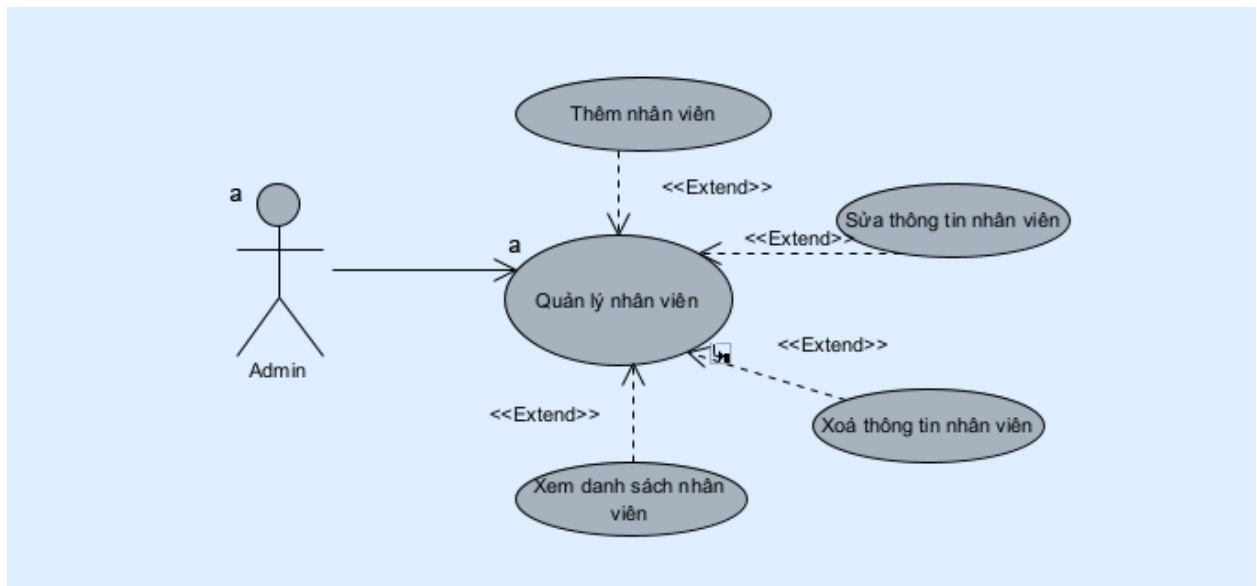 Thêm nhân viên
<<Extend>>
a
Sửa thông tin nhân viên
<<Extend>>
a
Quản lý nhân viên
<<Extend>>
Admin
<<Extend>>
Xoá thông tin nhân viên
Xem danh sách nhân
viên